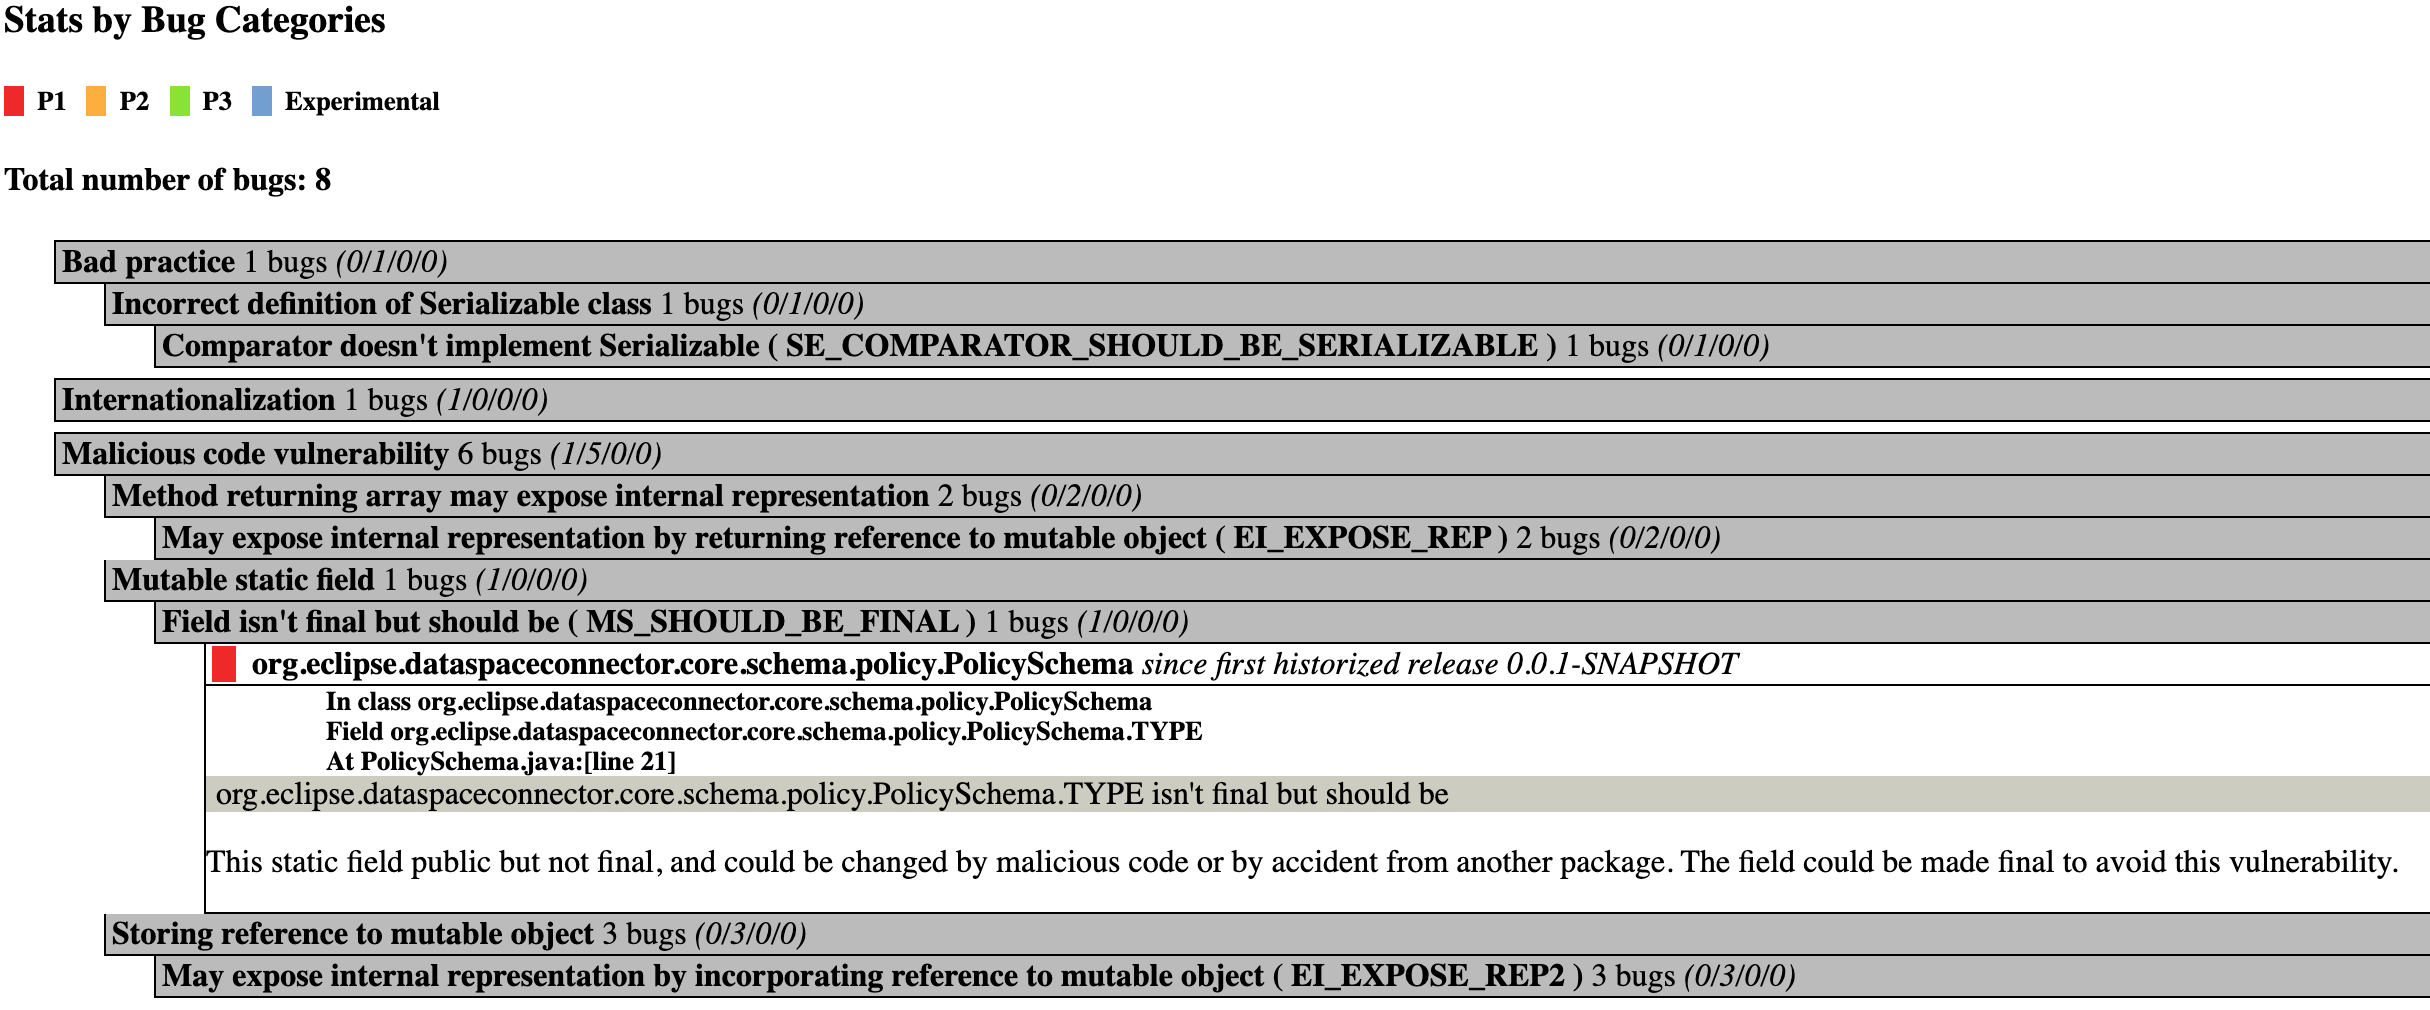 Stats by Bug Categories
P1 P2 P3 Experimental
Total number of bugs: 8
Bad practice 1 bugs (0/1/0/0)
Incorrect definition of Serializable class 1 bugs (0/1/0/0)
Comparator doesn't implement Serializable ( SE_COMPARATOR_SHOULD_BE_SERIALIZABLE ) 1 bugs (0/1/0/0)
Internationalization 1 bugs (1/0/0/0)
Malicious code vulnerability 6 bugs (1/5/0/0)
Method returning array may expose internal representation 2 bugs (0/2/0/0)
May expose internal representation by returning reference to mutable object ( EI_EXPOSE_REP ) 2 bugs (0/2/0/0)
Mutable static field 1 bugs (1/0/0/0)
Field isn't final but should be ( MS_SHOULD_BE_FINAL ) 1 bugs (1/0/0/0)
org.eclipse.dataspaceconnector.core.schema.policy.PolicySchema since first historized release 0.0.1-SNAPSHOT
In class org.eclipse.dataspaceconnector.core.schema.policy.PolicySchema
Field org.eclipse.dataspaceconnector.core.schema.policy.PolicySchema.TYPE
At PolicySchema.java:[line 21]
org.eclipse.dataspaceconnector.core.schema.policy.PolicySchema.TYPE isn't final but should be
This static field public but not final, and could be changed by malicious code or by accident from another package. The field could be made final to avoid this vulnerability.
Storing reference to mutable object 3 bugs (0/3/0/0)
May expose internal representation by incorporating reference to mutable object ( EI_EXPOSE_REP2 ) 3 bugs (0/3/0/0)